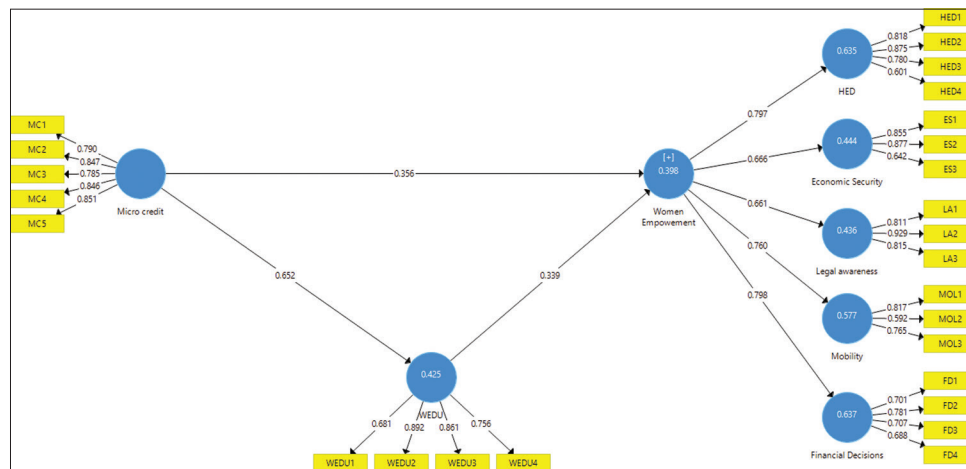 MC1
MC2
MC3
MC4
MC5
0.790
0.847
0.785
0.846
0.851
Micro credit
0.356
0.652
0.339
0.425
WEDU
0.681
0.892
0.861
0.756
WEDU1
WEDU2
WEDU3
WEDU4
[+]
0.398
Women
Empowement
0.797
0.666
0.661
0.760
0.798
0.635
HED
0.818
0.875
0.780
0.601
HED1
HED2
HED3
HED4
0.444
Economic Security
0.855
0.877
0.642
ES1
ES2
ES3
0.436
Legal awareness
0.811
0.929
0.815
LA1
LA2
LA3
0.577
Mobility
0.817
0.592
0.765
MOL1
MOL2
MOL3
0.637
Financial Decisions
0.701
0.781
0.707
0.688
FD1
FD2
FD3
FD4